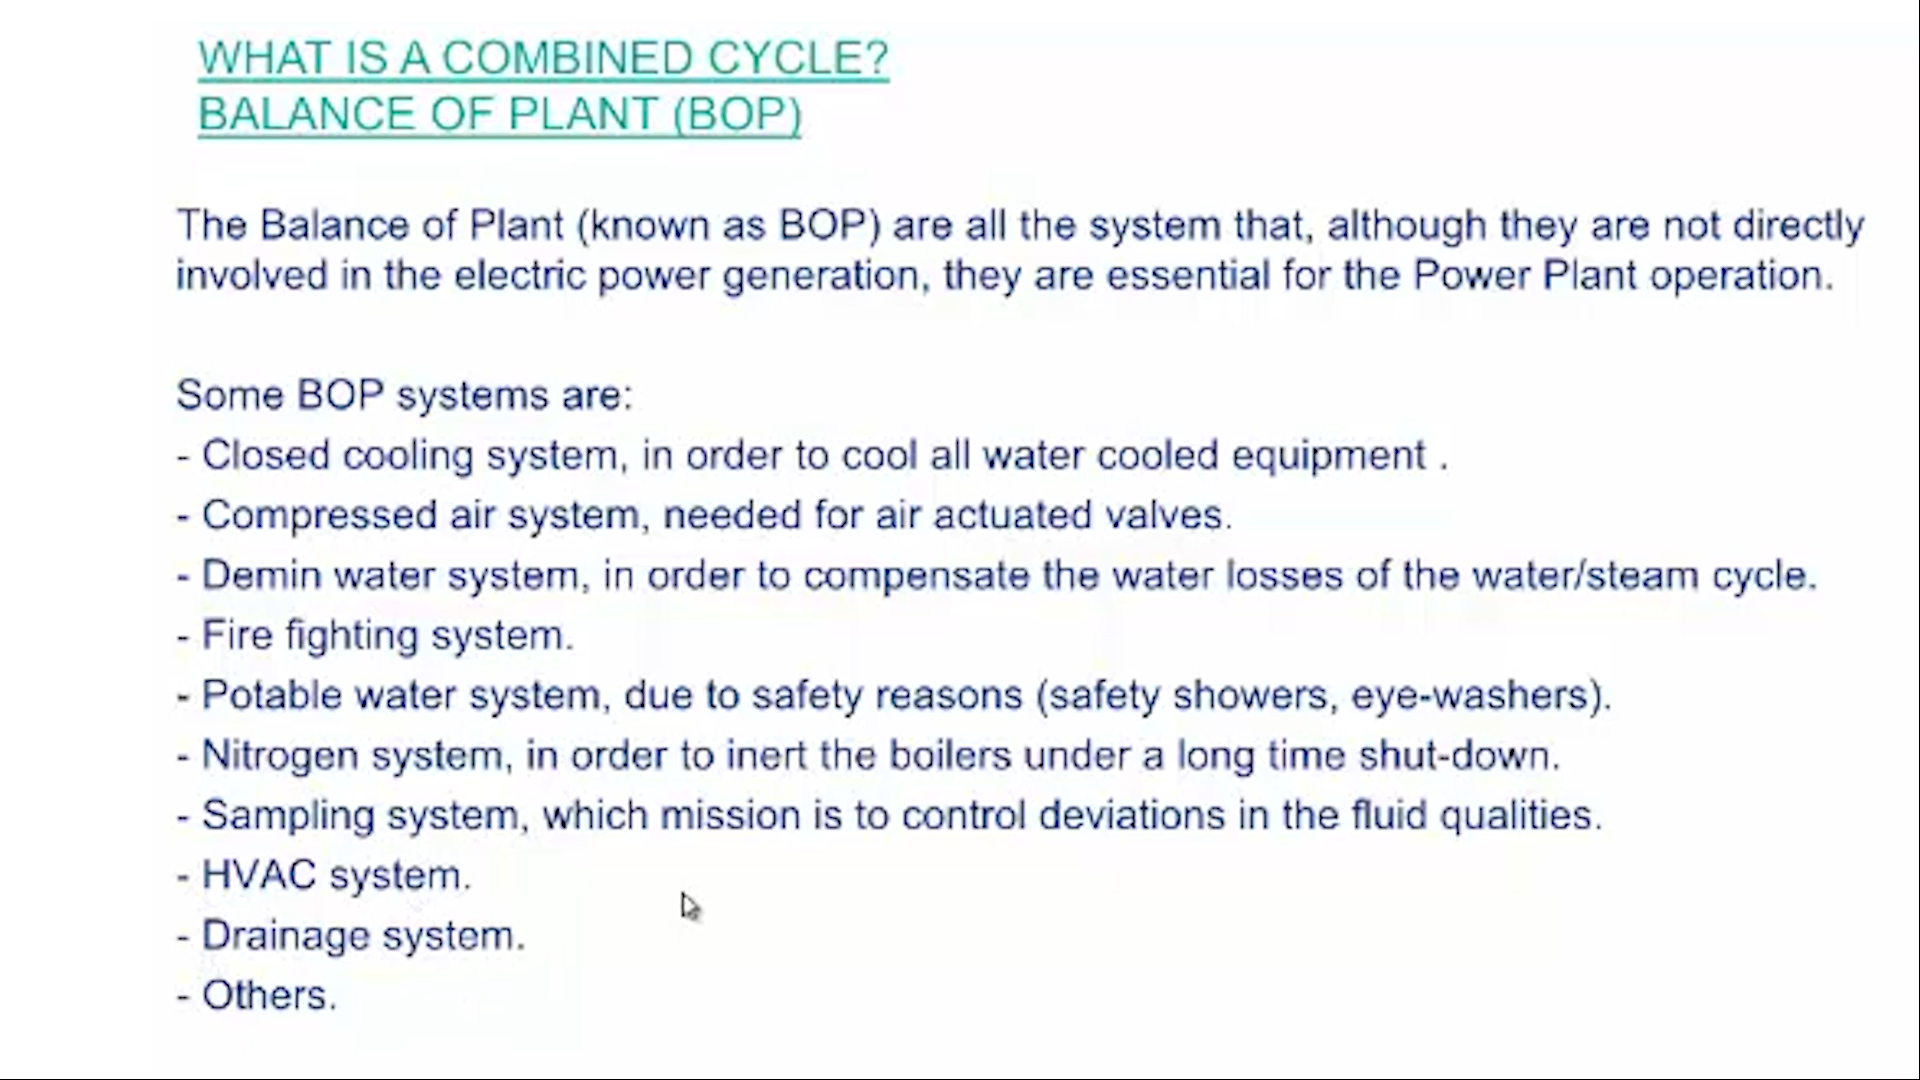 WHAT IS A COMBINED CYCLE?
BALANCE OF PLANT (BOP)
The Balance of Plant (known as BOP) are all the system that, although they are not directly
involved in the electric power generation, they are essential for the Power Plant operation.
Some BOP systems are:
- Closed cooling system, in order to cool all water cooled equipment .
- Compressed air system, needed for air actuated valves.
- Demin water system, in order to compensate the water losses of the water/steam cycle.
- Fire fighting system.
- Potable water system, due to safety reasons (safety showers, eye-washers).
- Nitrogen system, in order to inert the boilers under a long time shut-down.
- Sampling system, which mission is to control deviations in the fluid qualities.
- HVAC system.
- Drainage system.
- Others.